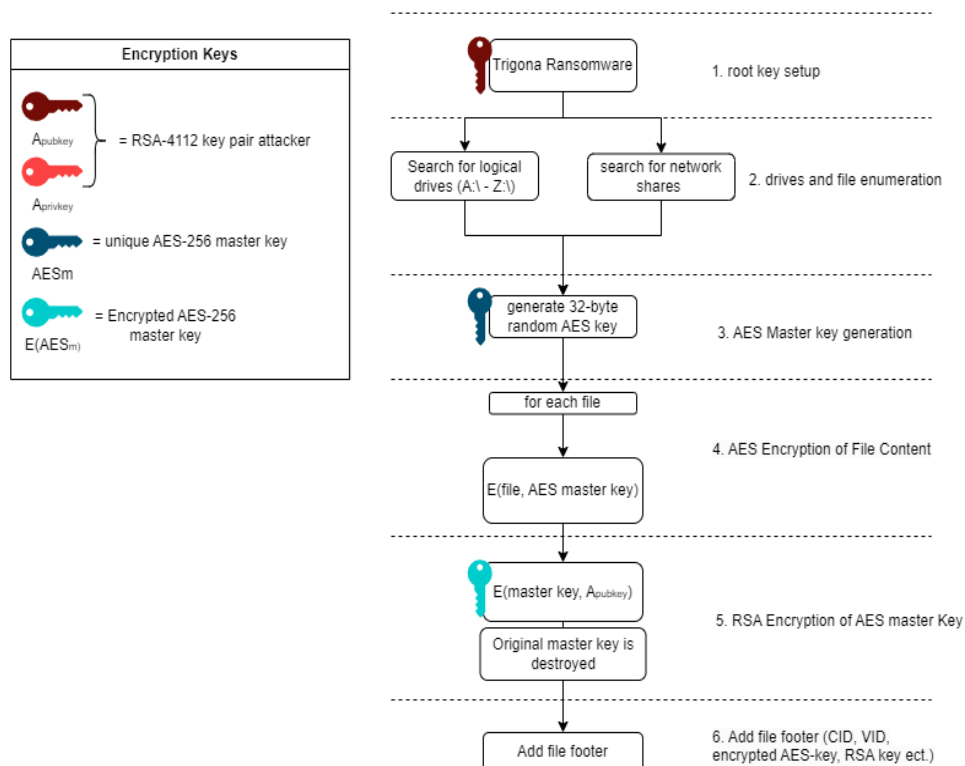 Encryption Keys
Apubkey
= RSA-4112 key pair attacker
Aprivkey
= unique AES-256 master key
AESm
= Encrypted AES-256
master key
E(AESm)
Trigona Ransomware
1. root key setup
Search for logical
drives (A:\ - Z:\)
search for network
shares
2. drives and file enumeration
generate 32-byte
random AES key
3. AES Master key generation
for each file
4. AES Encryption of File Content
E(file, AES master key)
E(master key, Apubkey)
5. RSA Encryption of AES master Key
Original master key is
destroyed
Add file footer
6. Add file footer (CID, VID,
encrypted AES-key, RSA key ect.)